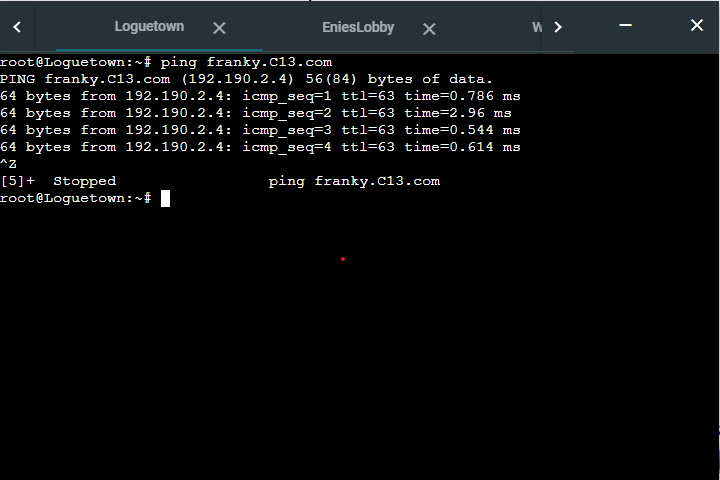 Loguetown EniesLobby W
root@Loguetown:~# ping franky.C13.com
PING franky.C13.com (192.190.2.4) 56(84) bytes of data.
64 bytes from 192.190.2.4: icmp_seq=1 ttl=63 time=0.786 ms
64 bytes from 192.190.2.4: icmp_seq=2 ttl=63 time=2.96 ms
64 bytes from 192.190.2.4: icmp_seq=3 ttl=63 time=0.544 ms
64 bytes from 192.190.2.4: icmp_seq=4 ttl=63 time=0.614 ms
^Z
[5]+  Stopped                 ping franky.C13.com
root@Loguetown:~#